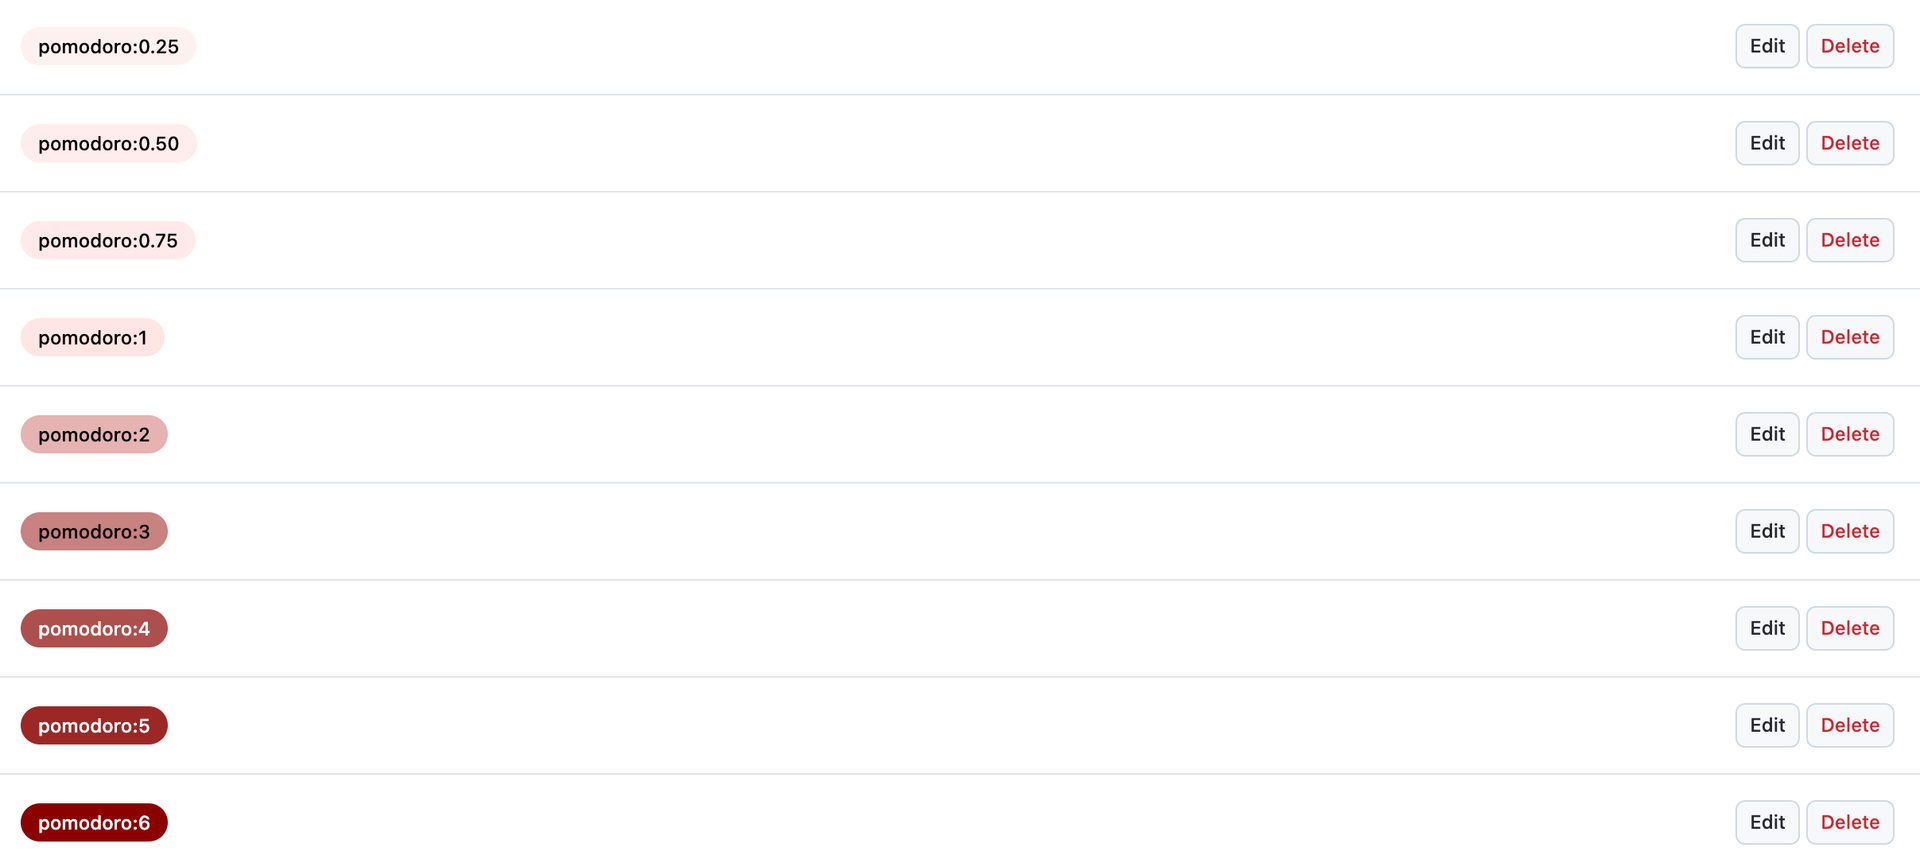 pomodoro:0.25 Edit Delete
pomodoro:0.50 Edit Delete
pomodoro:0.75 Edit Delete
pomodoro:1 Edit Delete
pomodoro:2 Edit Delete
pomodoro:3 Edit Delete
pomodoro:4 Edit Delete
pomodoro:5 Edit Delete
pomodoro:6 Edit Delete